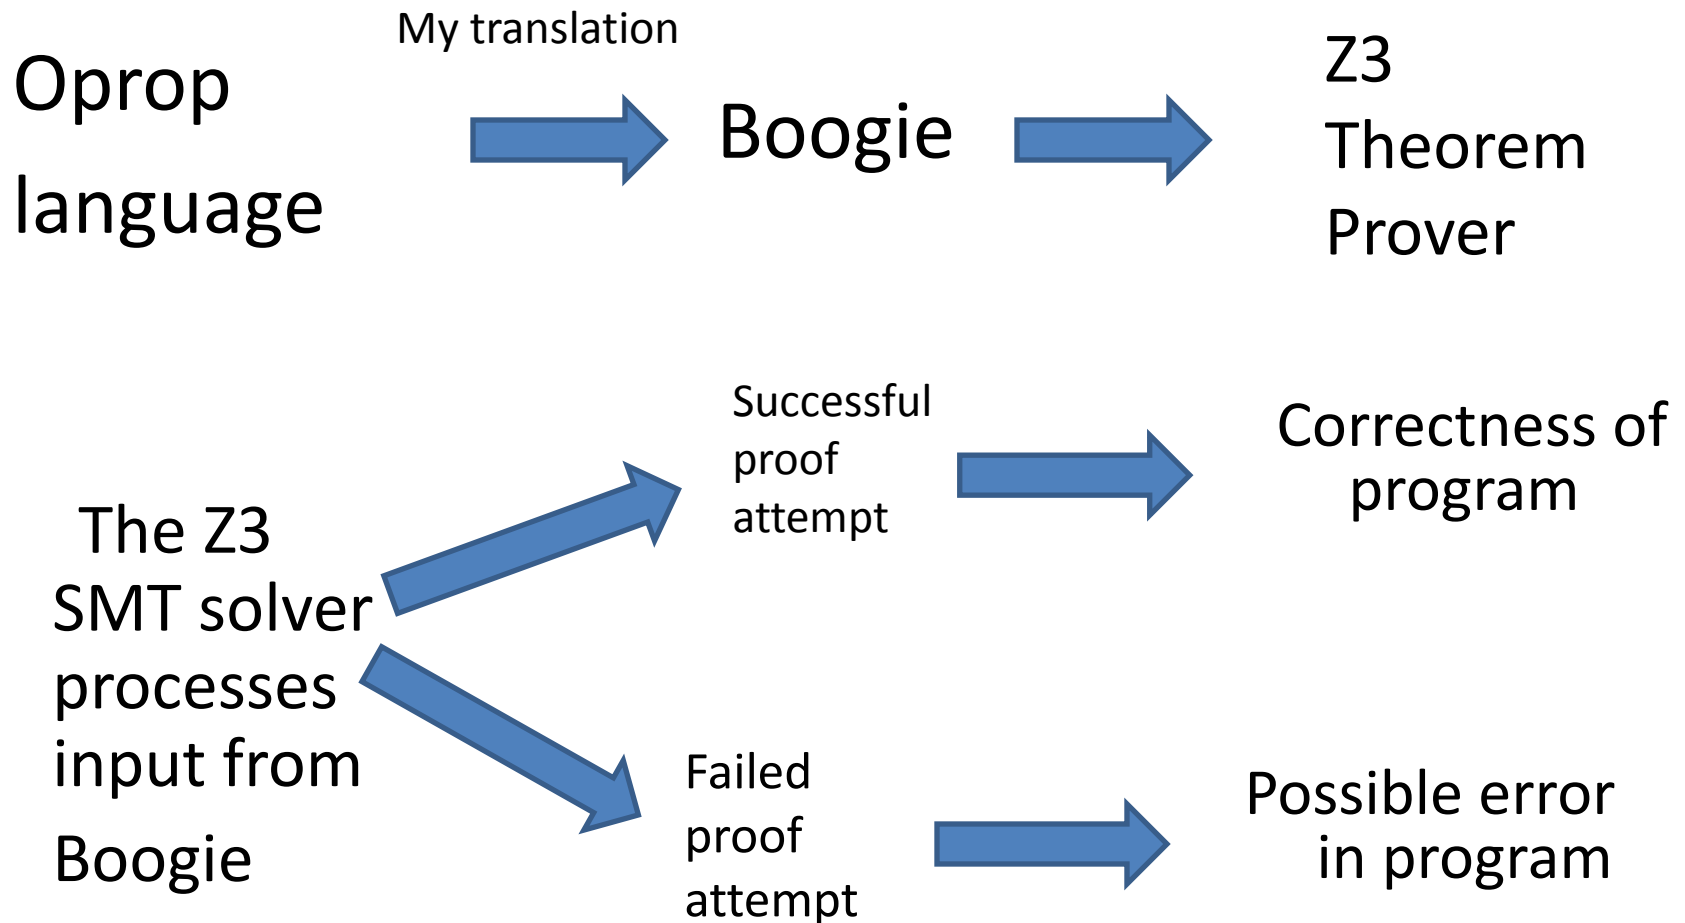 My translation
Oprop
language
Boogie
Z3
Theorem
Prover
Successful
proof
attempt
Correctness of
program
The Z3
SMT solver
processes
input from
Boogie
Failed
proof
attempt
Possible error
in program